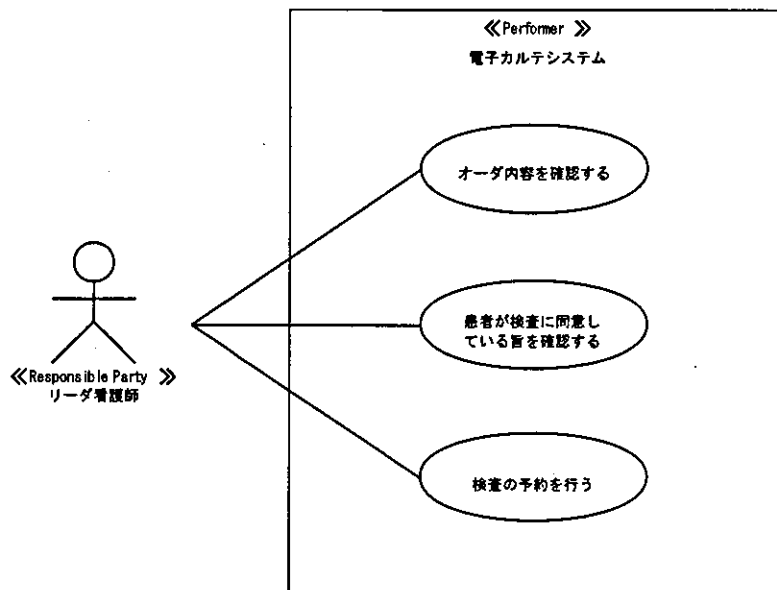 ≪Performer ≫
電子カルテシステム
オーダ内容を確認する
患者が検査に同意し
ている旨を確認する
≪Responsible Party ≫
リーダ看護師
検査の予約を行う